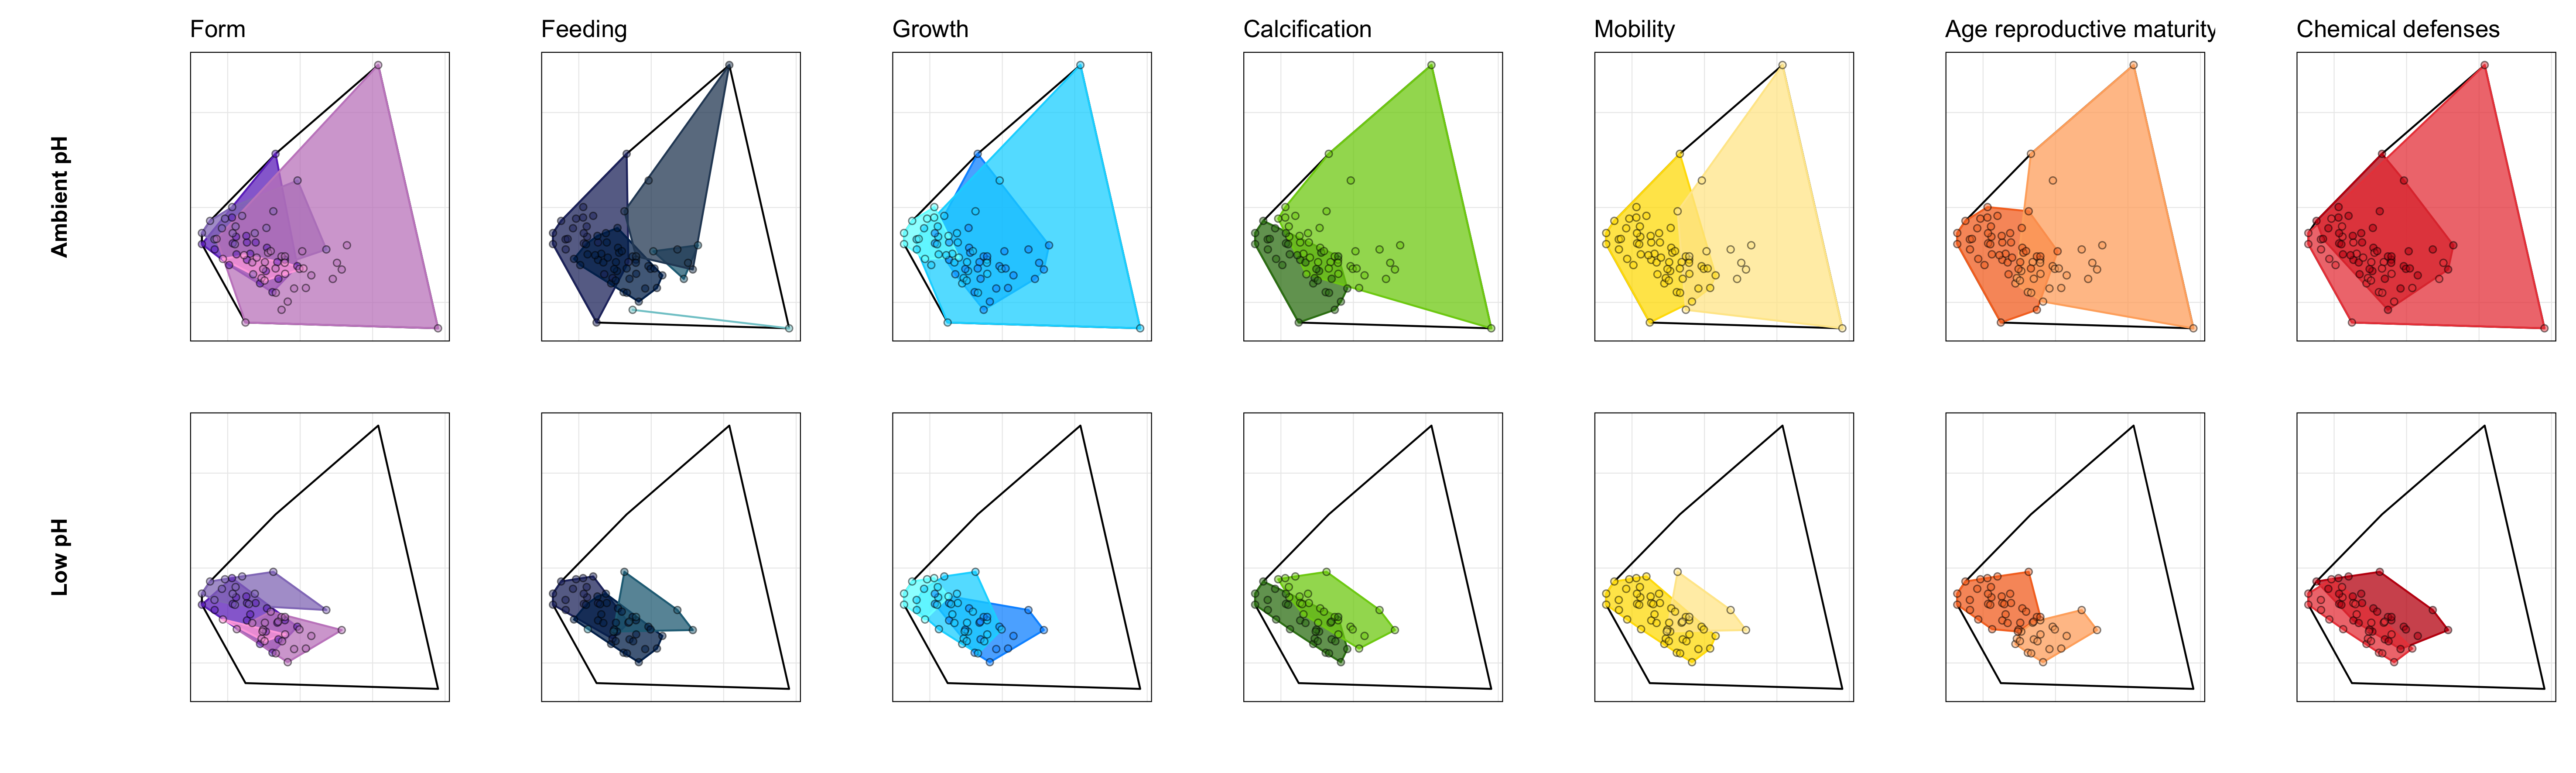 Form
Feeding
Growth
Calcification
Mobility
Age reproductive maturity
Chemical defenses
Ambient pH
Low pH